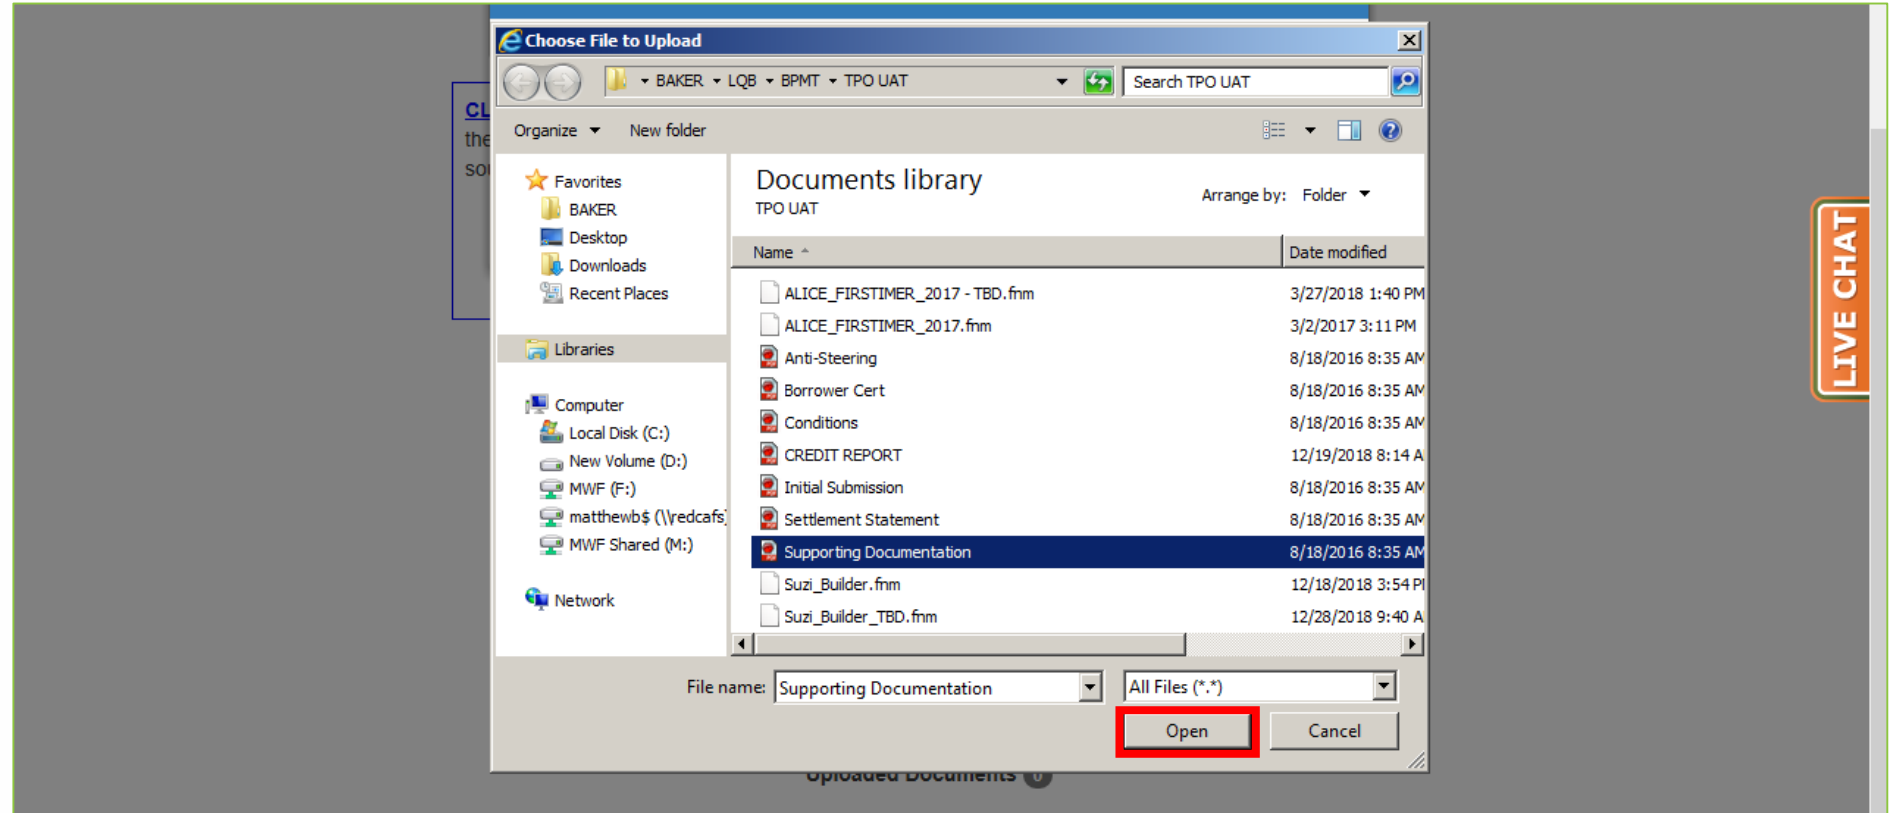 Choose File to Upload
BAKER LQB BPMT TPO UAT
Search TPO UAT
CL
the
Organize New folder
Favorites
BAKER
Desktop
Downloads
Recent Places
Libraries
Computer
Local Disk (C:)
New Volume (D:)
MWF (F:)
matthewb$ (\\redcafs)
MWF Shared (M:)
Network
Documents library
TPO UAT
Arrange by: Folder
Name Date modified
ALICE_FIRSTIMER_2017 - TBD.fnm 3/27/2018 1:40 PM
ALICE_FIRSTIMER_2017.fnm 3/2/2017 3:11 PM
Anti-Steering 8/18/2016 8:35 AM
Borrower Cert 8/18/2016 8:35 AM
Conditions 8/18/2016 8:35 AM
CREDIT REPORT 12/19/2018 8:14 A
Initial Submission 8/18/2016 8:35 AM
Settlement Statement 8/18/2016 8:35 AM
Supporting Documentation 8/18/2016 8:35 AM
Suzi_Builder.fnm 12/18/2018 3:54 P
Suzi_Builder_TBD.fnm 12/28/2018 9:40 A
File name: Supporting Documentation
All Files (*.*)
Open Cancel
Uploaded Documents 0
LIVE CHAT